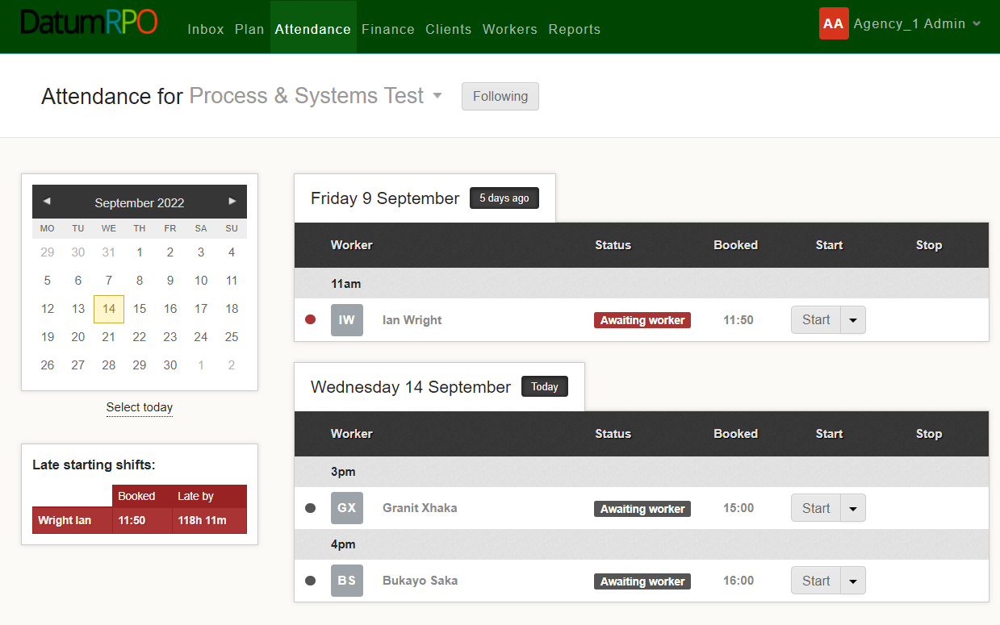 DatumRPO
Inbox Plan Attendance Finance Clients Workers Reports
AA Agency_1 Admin
Attendance for Process & Systems Test
Following
September 2022
MO TU WE TH FR SA SU
29 30 31 1 2 3 4
5 6 7 8 9 10 11
12 13 14 15 16 17 18
19 20 21 22 23 24 25
26 27 28 29 30 1 2
Select today
Late starting shifts:
Booked Late by
Wright Ian 11:50 118h 11m
Friday 9 September 5 days ago
Worker Status Booked Start Stop
11am
IW Ian Wright Awaiting worker 11:50 Start
Wednesday 14 September Today
Worker Status Booked Start Stop
3pm
GX Granit Xhaka Awaiting worker 15:00 Start
4pm
BS Bukayo Saka Awaiting worker 16:00 Start